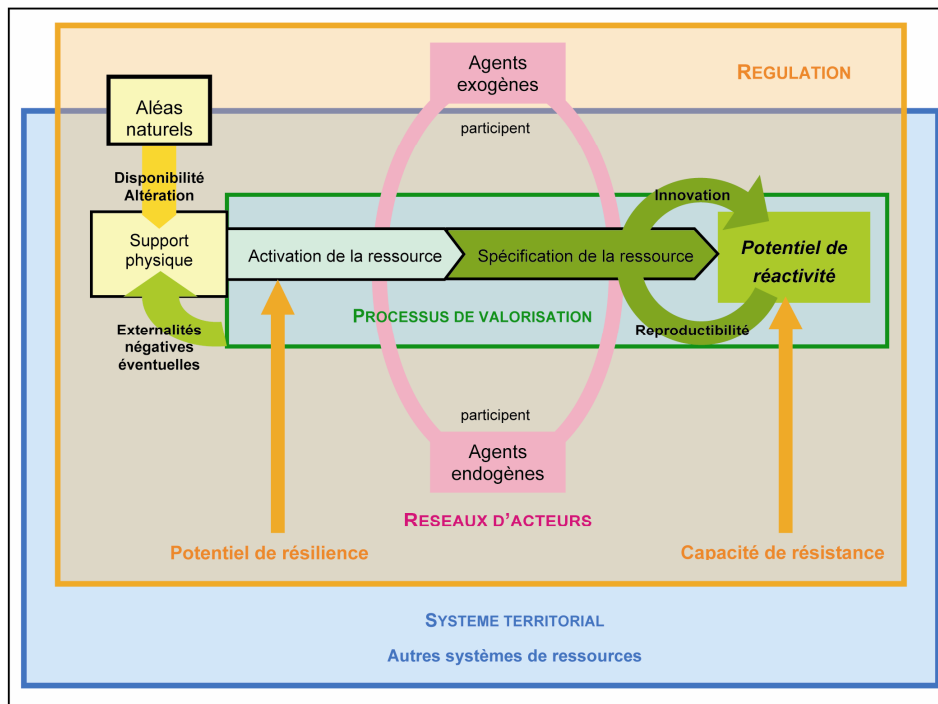 Agents
exogènes
REGULATION
Aléas
naturels
participent
Disponibilité
Altération
Innovation
Support
physique
Activation de la ressource
Spécification de la ressource
Potentiel de
réactivité
PROCESSUS DE VALORISATION
Reproductibilité
Externalités
négatives
éventuelles
participent
Agents
endogènes
RESEAUX D'ACTEURS
Potentiel de résilience
Capacité de résistance
SYSTEME TERRITORIAL
Autres systèmes de ressources